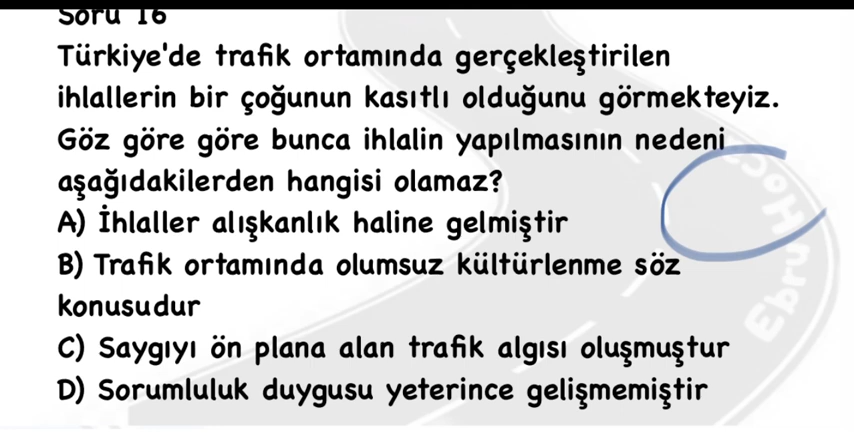 Soru 16
Türkiye'de trafik ortamında gerçekleştirilen
ihlallerin bir çoğunun kasıtlı olduğunu görmekteyiz.
Göz göre göre bunca ihlalin yapılmasının nedeni
aşağıdakilerden hangisi olamaz?
A) İhlaller alışkanlık haline gelmiştir
B) Trafik ortamında olumsuz kültürlenme söz
konusudur
C) Saygıyı ön plana alan trafik algısı oluşmuştur
D) Sorumluluk duygusu yeterince gelişmemiştir
Ebru Hoca